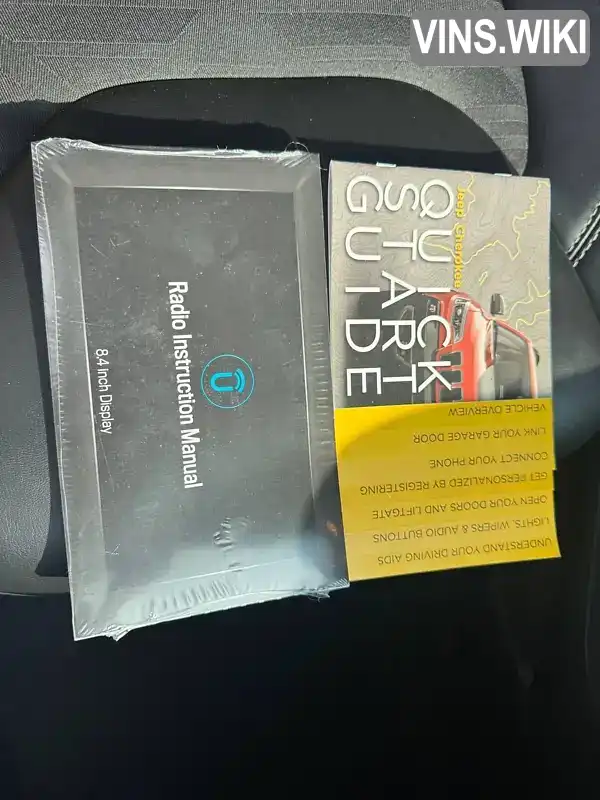 VINS.WIKI
Jeep Cherokee
QUICK
START
GUIDE
VEHICLE OVERVIEW
LINK YOUR GARAGE DOOR
CONNECT YOUR PHONE
GET PERSONALIZED BY REGISTERING
OPEN YOUR DOORS AND LIFTGATE
LIGHTS, WIPERS & AUDIO BUTTONS
UNDERSTAND YOUR DRIVING AIDS
U
Radio Instruction Manual
8.4 inch Display